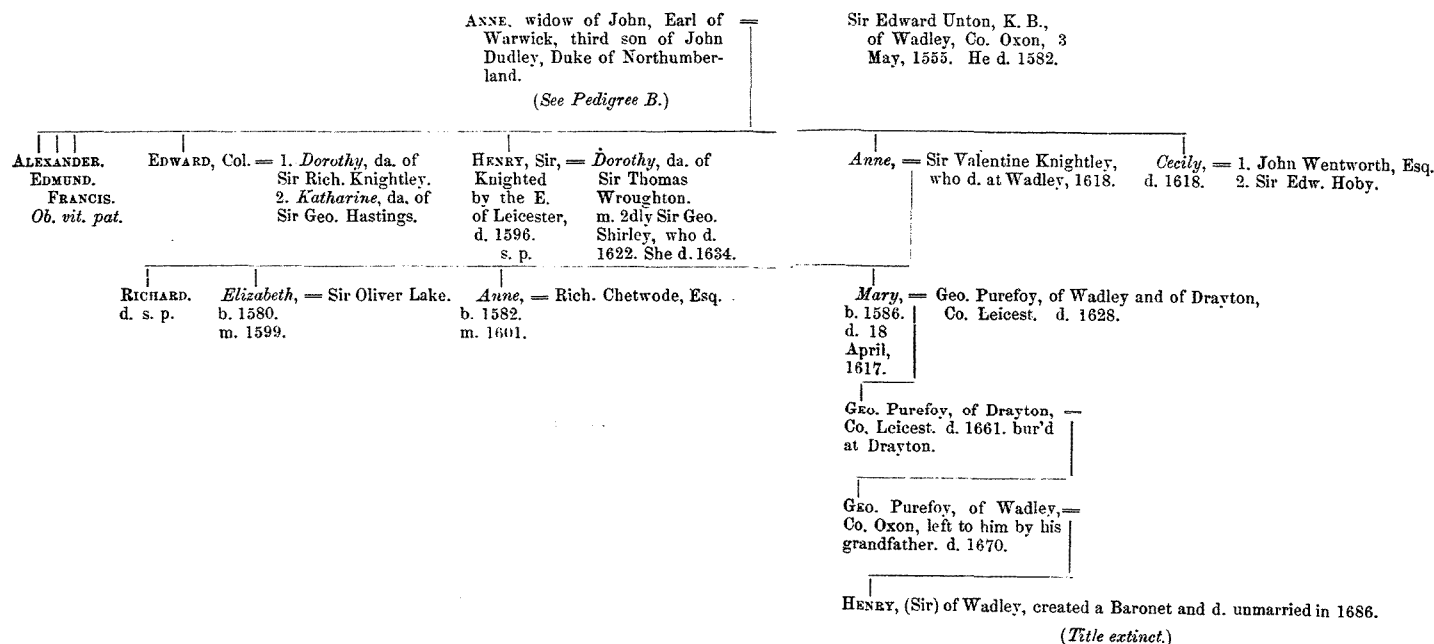 ANNE, widow of John, Earl of =
Warwick, third son of John
Dudley, Duke of Northumber-
land.
(See Pedigree B.)
Sir Edward Unton, K. B.,
of Wadley, Co. Oxon, 3
May, 1555. He d. 1582.
ALEXANDER.
EDMUND.
FRANCIS.
Ob. vit. pat.
EDWARD, Col. = 1. Dorothy, da. of
Sir Rich. Knightley.
2. Katharine, da. of
Sir Geo. Hastings.
HENRY, Sir, =
Knighted
by the E.
of Leicester,
d. 1596.
s. p.
Dorothy, da. of
Sir Thomas
Wroughton.
m. 2dly Sir Geo.
Shirley, who d.
1622. She d. 1634.
Anne, = Sir Valentine Knightley,
who d. at Wadley, 1618.
Cecily, = 1. John Wentworth, Esq.
d. 1618. 2. Sir Edw. Hoby.
RICHARD.
d. s. p.
Elizabeth, = Sir Oliver Lake.
b. 1580.
m. 1599.
Anne, = Rich. Chetwode, Esq.
b. 1582.
m. 1601.
Mary, =
b. 1586.
d. 18
April,
1617.
Geo. Purefoy, of Wadley and of Drayton,
Co. Leicest. d. 1628.
GEO. Purefoy, of Drayton, =
Co. Leicest. d. 1661. bur'd
at Drayton.
GEO. Purefoy, of Wadley, =
Co. Oxon, left to him by his
grandfather. d. 1670.
HENRY, (Sir) of Wadley, created a Baronet and d. unmarried in 1686.
(Title extinct.)